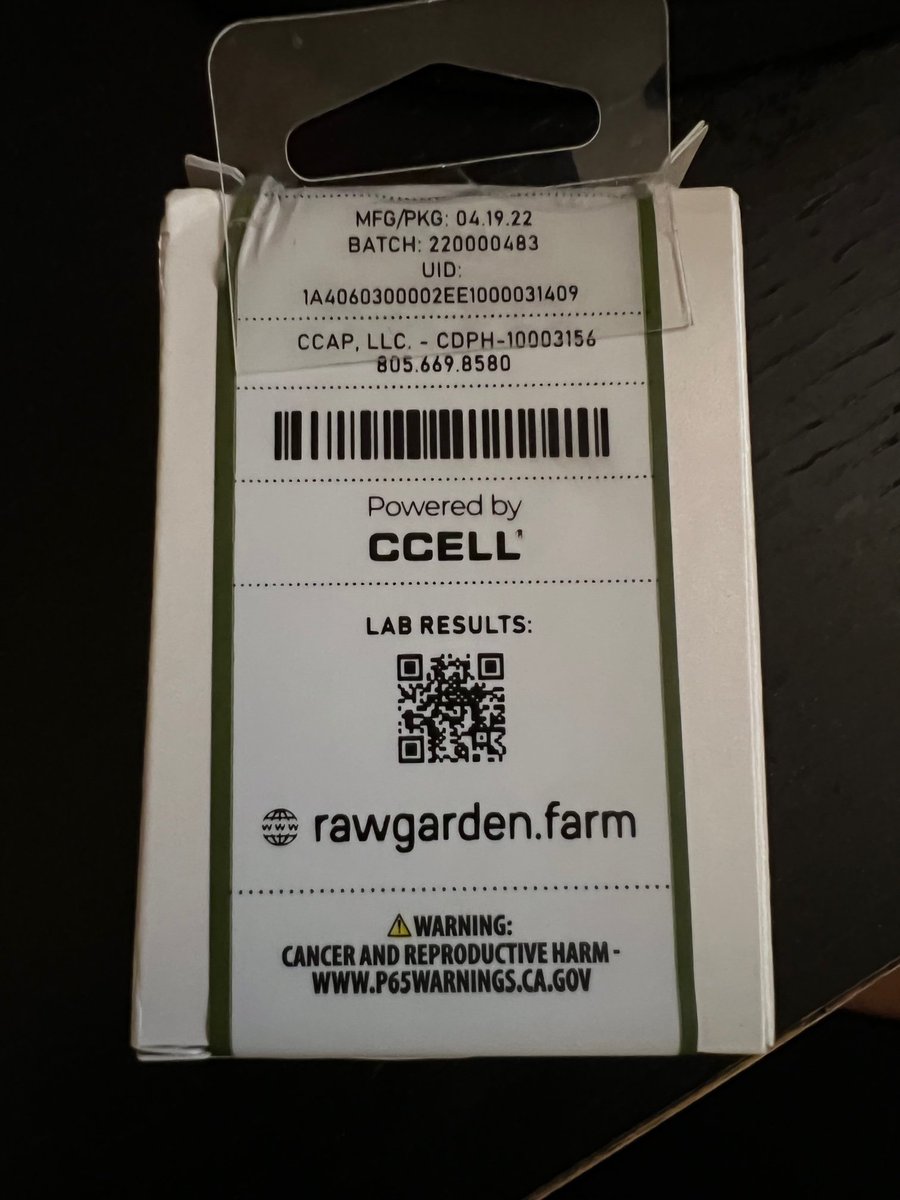 MFG/PKG: 04.19.22
BATCH: 220000483
UID:
1A4060300002EE1000031409
CCAP, LLC. - CDPH-10003156
805.669.8580
Powered by
CCELL
LAB RESULTS:
www rawgarden.farm
WARNING:
CANCER AND REPRODUCTIVE HARM -
WWW.P65WARNINGS.CA.GOV